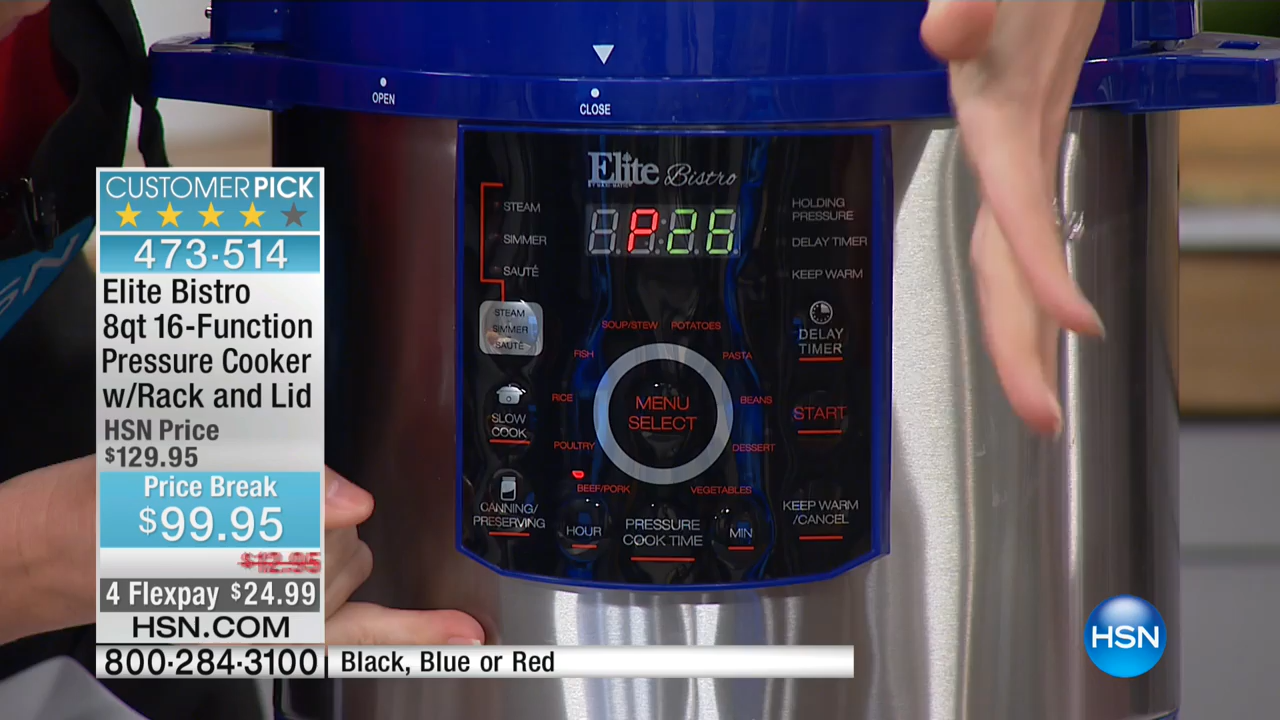 OPEN
CLOSE
CUSTOMER PICK
473-514
Elite Bistro
8qt 16-Function
Pressure Cooker
w/Rack and Lid
HSN Price
$129.95
Price Break
$99.95
$12.95
4 Flexpay $24.99
HSN.COM
800-284-3100
Black, Blue or Red
Elite Bistro
P26
STEAM
SIMMER
SAUTÉ
STEAM
SIMMER
SAUTÉ
SLOW
COOK
CANNING/
PRESERVING
SOUP/STEW
POTATOES
FISH
PASTA
RICE
BEANS
POULTRY
DESSERT
BEEF/PORK
VEGETABLES
MENU
SELECT
HOUR
PRESSURE
COOK TIME
MIN
HOLDING
PRESSURE
DELAY TIMER
KEEP WARM
DELAY
TIMER
START
KEEP WARM
/CANCEL
HSN